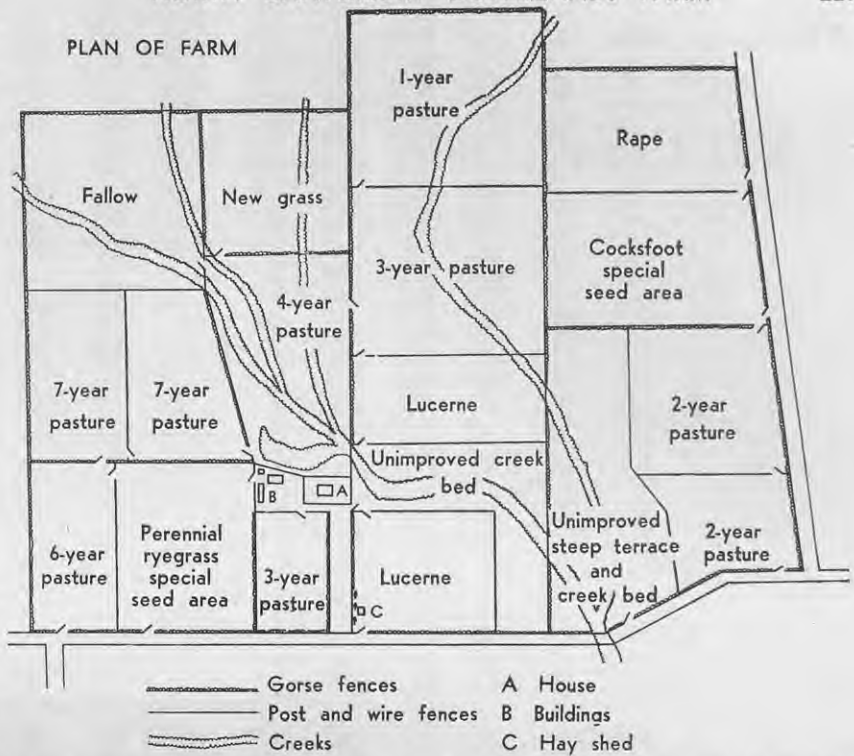 PLAN OF FARM
1-year
pasture
Rape
Fallow
New grass
Cocksfoot
special
seed area
3-year pasture
4-year
pasture
7-year
pasture
7-year
pasture
Lucerne
2-year
pasture
Unimproved creek
bed
A
B
Unimproved
steep terrace
and
creek bed
2-year
pasture
6-year
pasture
Perennial
ryegrass
special
seed area
3-year
pasture
Lucerne
C
Gorse fences
Post and wire fences
Creeks
A House
B Buildings
C Hay shed